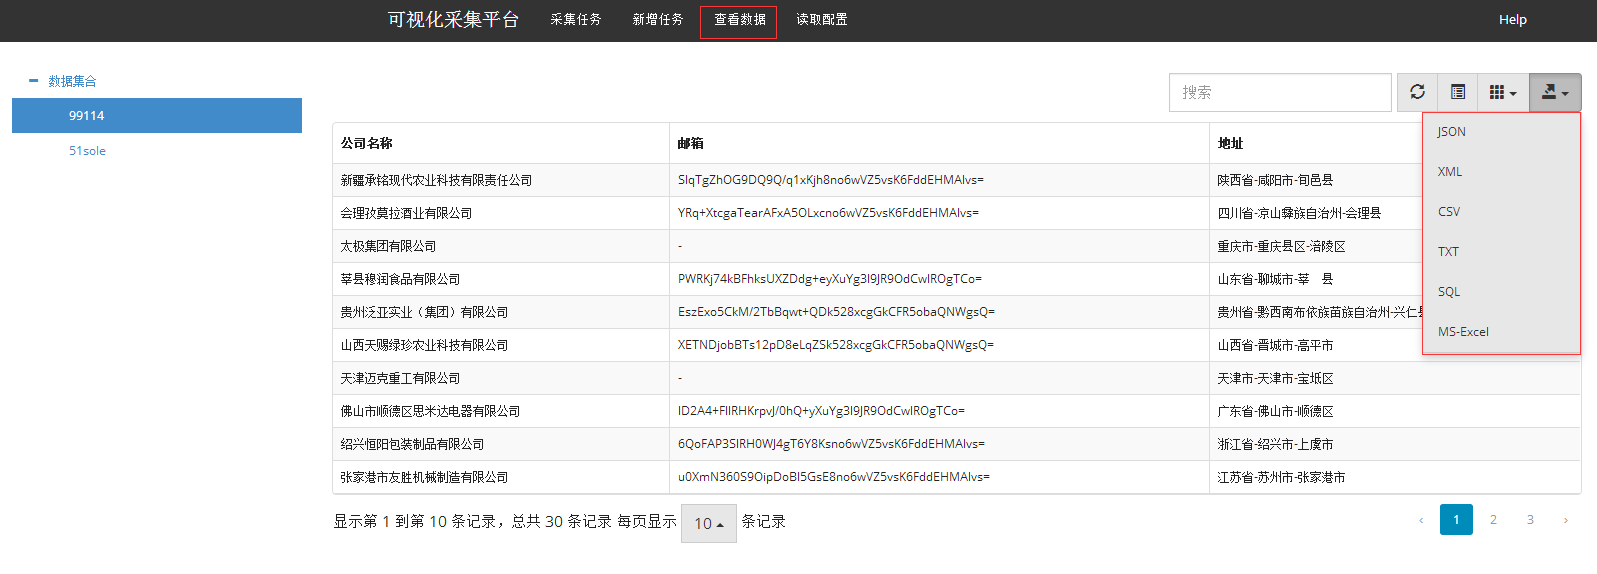 可视化采集平台 采集任务 新增任务 查看数据 读取配置 Help
数据集合
99114
51sole
搜索
JSON
XML
CSV
TXT
SQL
MS-Excel
公司名称 邮箱 地址
新疆承铭现代农业科技有限责任公司 SlqTgZhOG9DQ9Q/q1xKjh8no6wVZ5vsK6FddEHMAlvs= 陕西省-咸阳市-旬邑县
会理孜莫拉酒业有限公司 YRq+XtcgaTearAFxA5OLxcno6wVZ5vsK6FddEHMAlvs= 四川省-凉山彝族自治州-会理县
太极集团有限公司 - 重庆市-重庆县区-涪陵区
莘县穆润食品有限公司 PWRKj74kBFhksUXZDdg+eyXuYg3I9JR9OdCwlROgTCo= 山东省-聊城市-莘　县
贵州泛亚实业（集团）有限公司 EszExo5CkM/2TbBqwt+QDk528xcgGkCFR5obaQNWgsQ= 贵州省-黔西南布依族苗族自治州-兴仁县
山西天赐绿珍农业科技有限公司 XETNDjobBTs12pD8eLqZSk528xcgGkCFR5obaQNWgsQ= 山西省-晋城市-高平市
天津迈克重工有限公司 - 天津市-天津市-宝坻区
佛山市顺德区思米达电器有限公司 ID2A4+FIIRHKrpvJ/0hQ+yXuYg3I9JR9OdCwlROgTCo= 广东省-佛山市-顺德区
绍兴恒阳包装制品有限公司 6QoFAP3SIRH0WJ4gT6Y8Ksno6wVZ5vsK6FddEHMAlvs= 浙江省-绍兴市-上虞市
张家港市友胜机械制造有限公司 u0XmN360S9OipDoBI5GsE8no6wVZ5vsK6FddEHMAlvs= 江苏省-苏州市-张家港市
显示第 1 到第 10 条记录，总共 30 条记录 每页显示 10 条记录 ‹ 1 2 3 ›